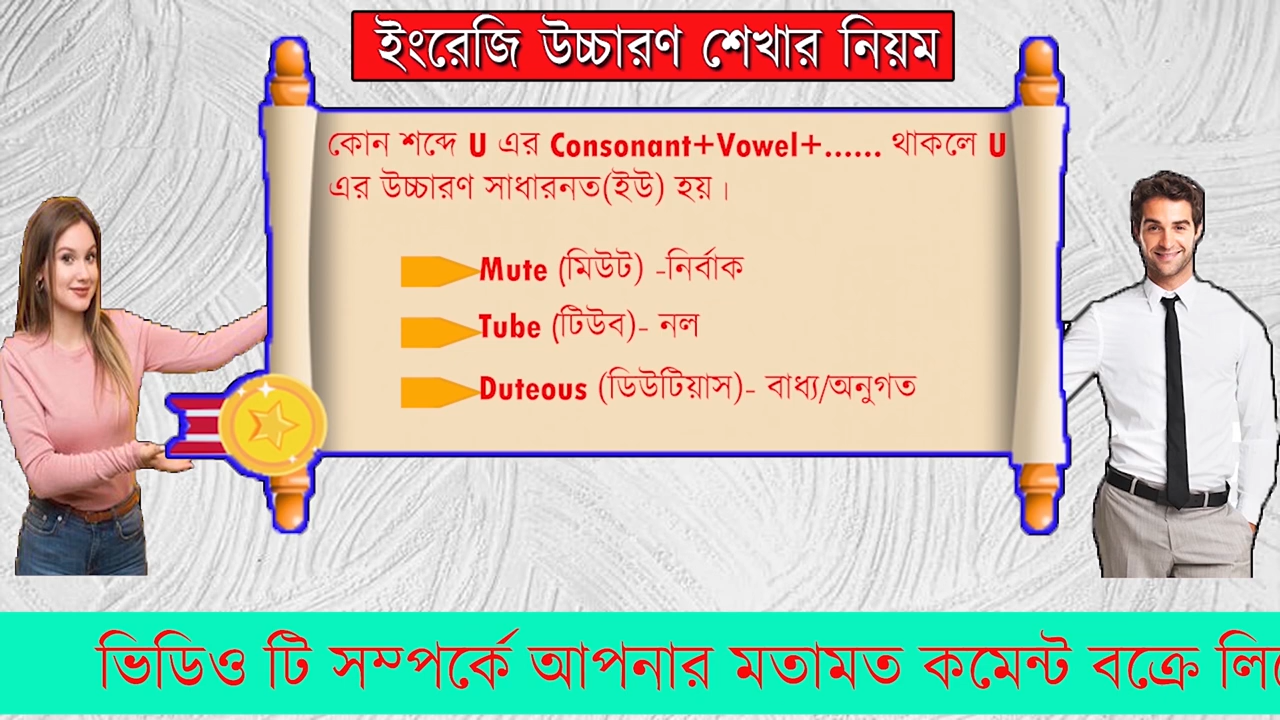 ইংরেজি উচ্চারণ শেখার নিয়ম
কোন শব্দে U এর Consonant+Vowel+...... থাকলে U
এর উচ্চারণ সাধারনত(ইউ) হয়।
Mute (মিউট) -নির্বাক
Tube (টিউব)- নল
Duteous (ডিউটিয়াস)- বাধ্য/অনুগত
ভিডিও টি সম্পর্কে আপনার মতামত কমেন্ট বক্রে